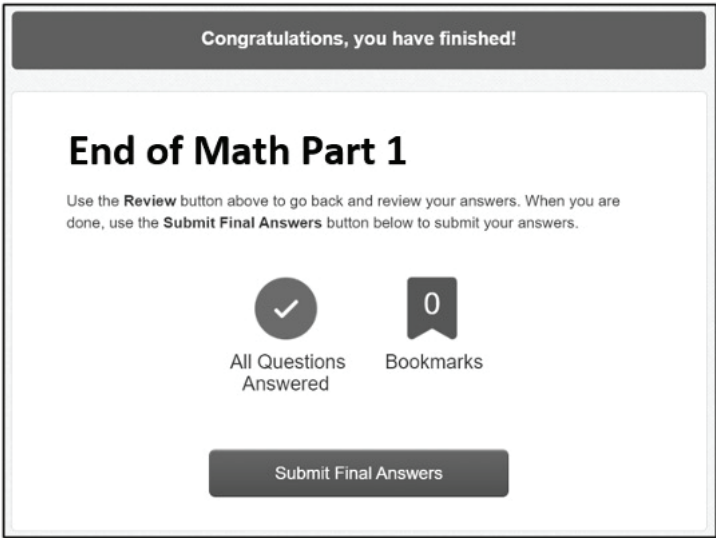 Congratulations, you have finished!
End of Math Part 1
Use the Review button above to go back and review your answers. When you are
done, use the Submit Final Answers button below to submit your answers.
0
All Questions
Answered
Bookmarks
Submit Final Answers